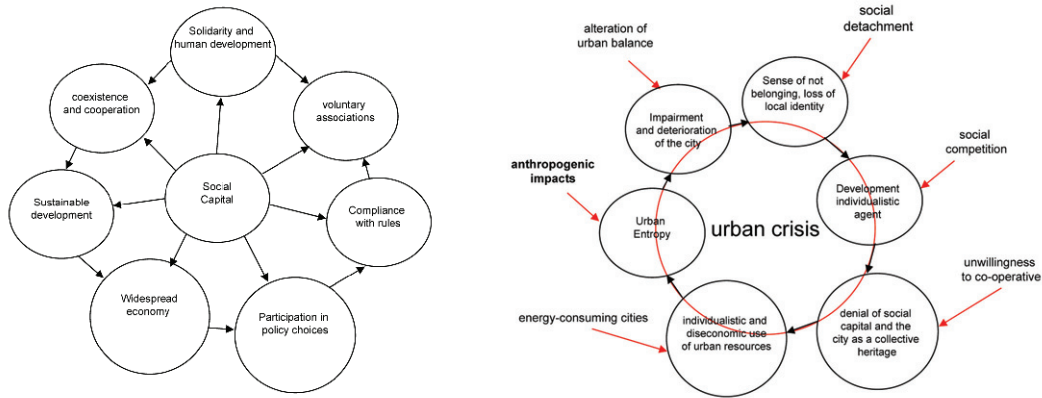 Solidarity and
human development
coexistence
and cooperation
voluntary
associations
Social
Capital
Sustainable
development
Compliance
with rules
Widespread
economy
Participation in
policy choices
alteration of
urban balance
social
detachment
Sense of not
belonging, loss of
local identity
Impairment
and deterioration
of the city
social
competition
anthropogenic
impacts
Development
individualistic
agent
Urban
Entropy
urban crisis
unwillingness
to co-operative
energy-consuming cities
individualistic and
diseconomic use
of urban resources
denial of social
capital and the
city as a collective
heritage